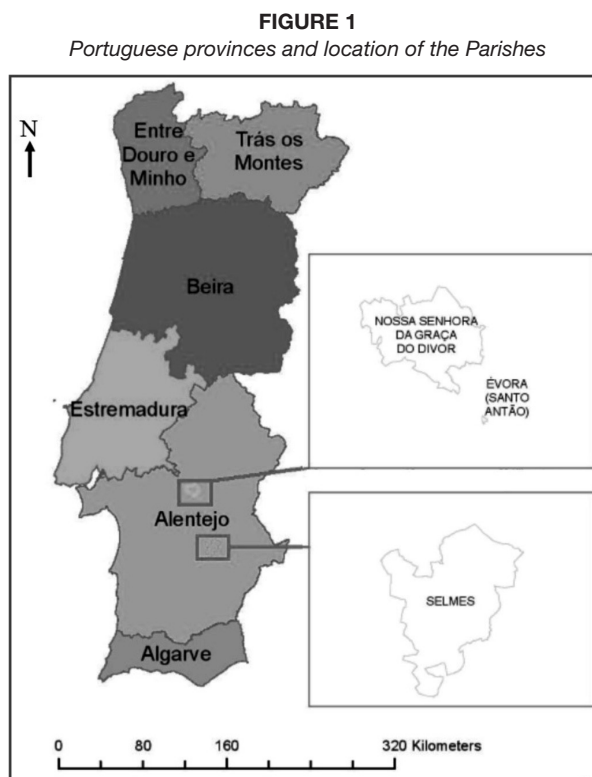 FIGURE 1
Portuguese provinces and location of the Parishes
N
Entre
Douro e
Minho
Trás os
Montes
Beira
NOSSA SENHORA
DA GRAÇA
DO DIVOR
ÉVORA
(SANTO
ANTÃO)
Estremadura
Alentejo
SELMES
Algarve
0 80 160 320 Kilometers